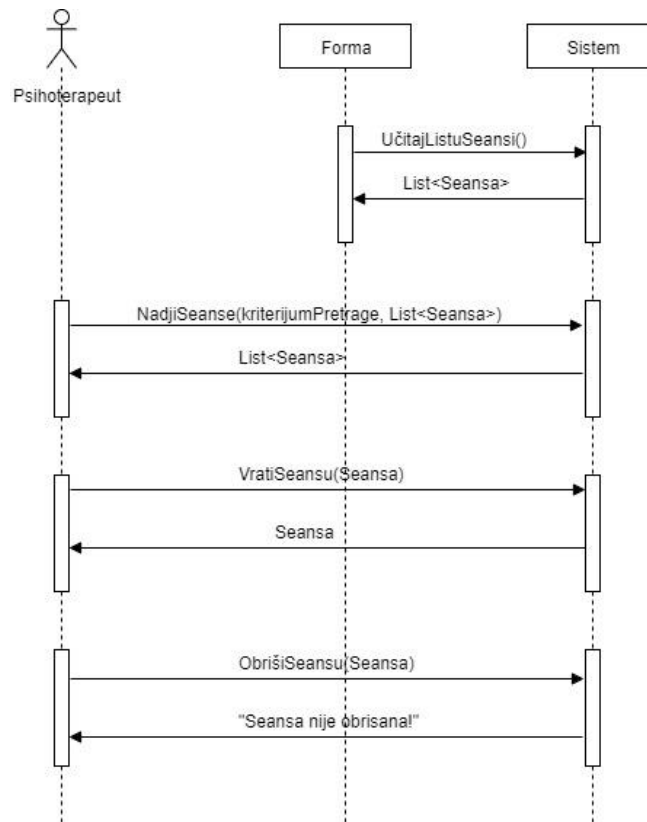 Forma
Sistem
Psihoterapeut
UčitajListuSeansi()
List<Seansa>
NadjiSeanse(kriterijumPretrage, List<Seansa>)
List<Seansa>
VratiSeansu(Seansa)
Seansa
ObrišiSeansu(Seansa)
"Seansa nije obrisana!"